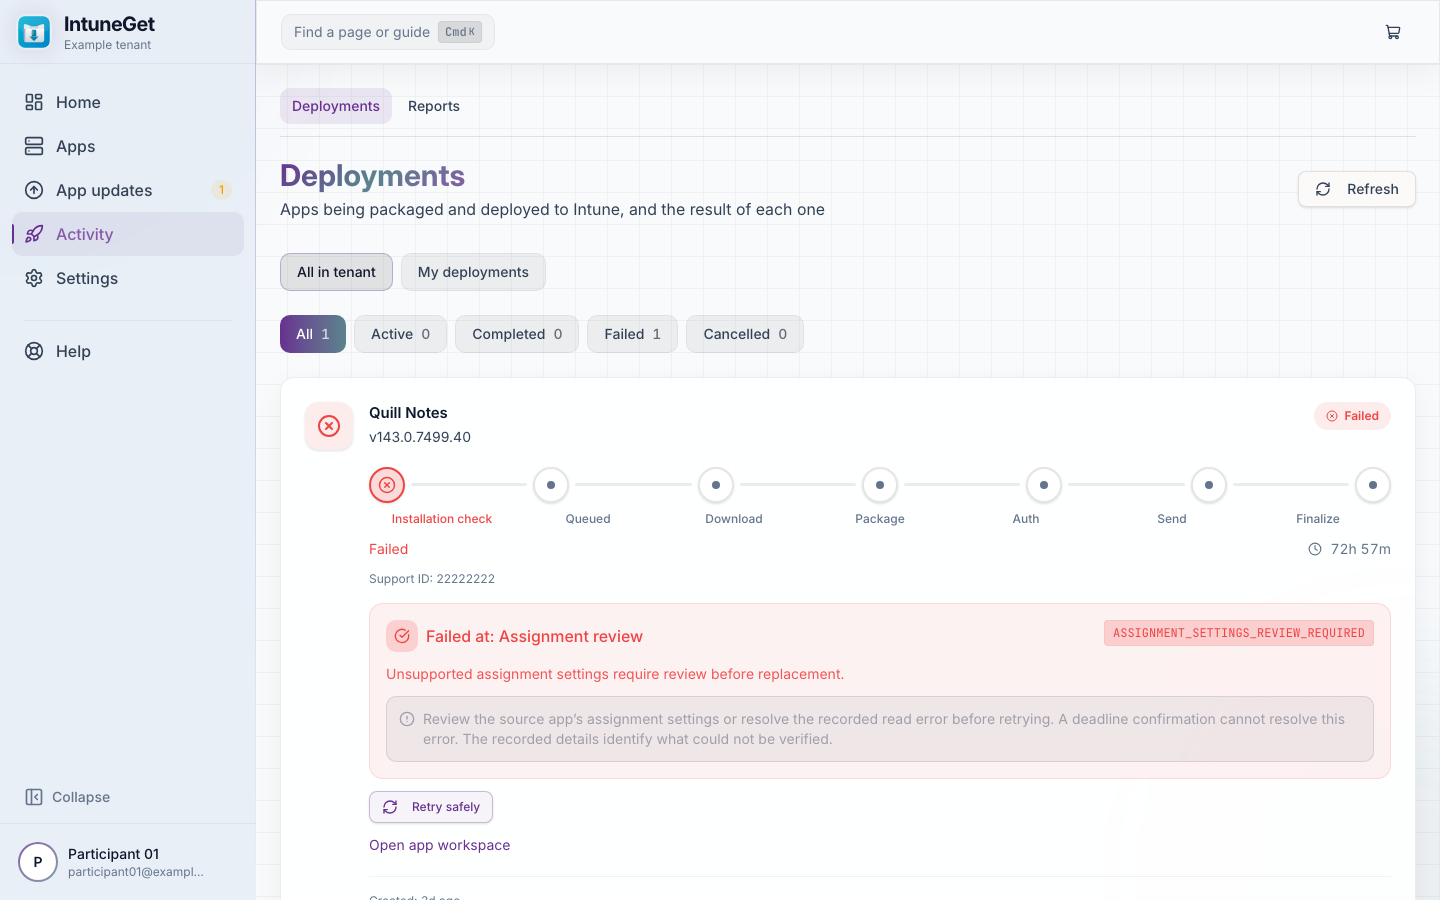 IntuneGet
Example tenant
Find a page or guide Cmd K
Home
Apps
App updates 1
Activity
Settings
Help
Collapse
P
Participant 01
participant01@exampl...
Deployments Reports
Deployments
Apps being packaged and deployed to Intune, and the result of each one
Refresh
All in tenant My deployments
All 1 Active 0 Completed 0 Failed 1 Cancelled 0
Quill Notes
v143.0.7499.40
Failed
Installation check Queued Download Package Auth Send Finalize
Failed
72h 57m
Support ID: 22222222
Failed at: Assignment review
ASSIGNMENT_SETTINGS_REVIEW_REQUIRED
Unsupported assignment settings require review before replacement.
Review the source app's assignment settings or resolve the recorded read error before retrying. A deadline confirmation cannot resolve this
error. The recorded details identify what could not be verified.
Retry safely
Open app workspace
Created: 3d ago